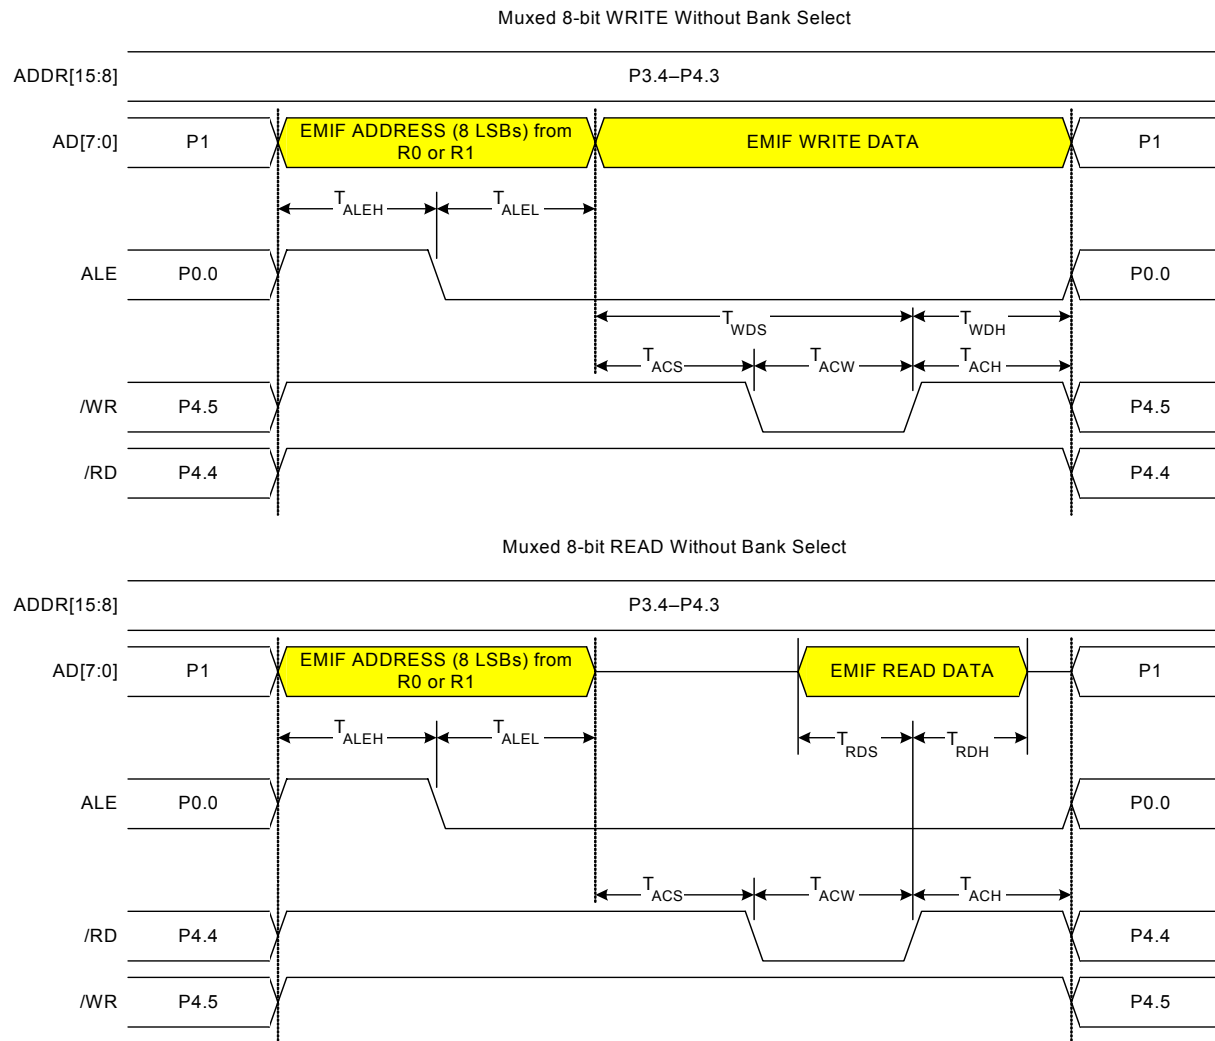 Muxed 8-bit WRITE Without Bank Select
ADDR[15:8] P3.4–P4.3
AD[7:0] P1 EMIF ADDRESS (8 LSBs) from R0 or R1 EMIF WRITE DATA P1
TALEH TALEL
ALE P0.0 P0.0
TWDS TWDH
TACS TACW TACH
/WR P4.5 P4.5
/RD P4.4 P4.4
Muxed 8-bit READ Without Bank Select
ADDR[15:8] P3.4–P4.3
AD[7:0] P1 EMIF ADDRESS (8 LSBs) from R0 or R1 EMIF READ DATA P1
TALEH TALEL TRDS TRDH
ALE P0.0 P0.0
TACS TACW TACH
/RD P4.4 P4.4
/WR P4.5 P4.5